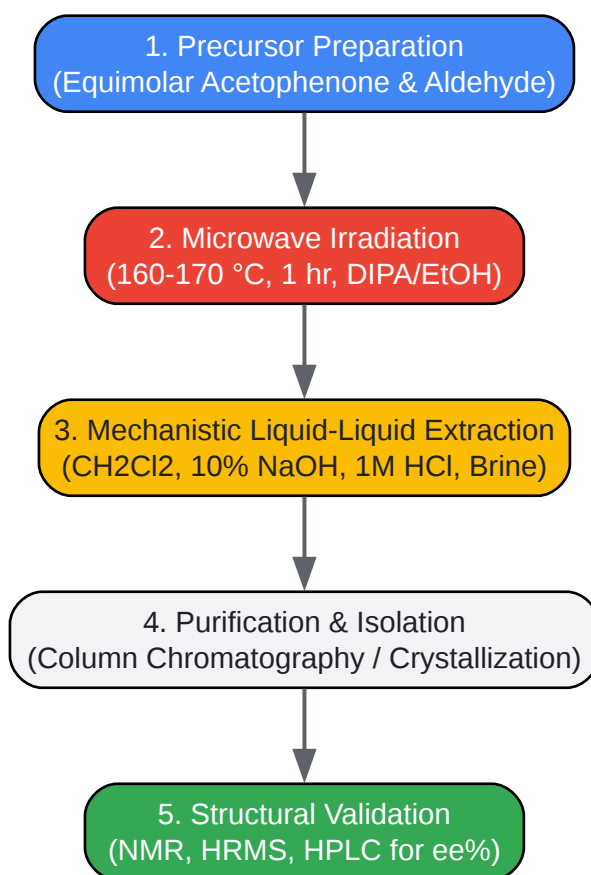 1. Precursor Preparation
(Equimolar Acetophenone & Aldehyde)
2. Microwave Irradiation
(160-170 °C, 1 hr, DIPA/EtOH)
3. Mechanistic Liquid-Liquid Extraction
(CH2Cl2, 10% NaOH, 1M HCl, Brine)
4. Purification & Isolation
(Column Chromatography / Crystallization)
5. Structural Validation
(NMR, HRMS, HPLC for ee%)